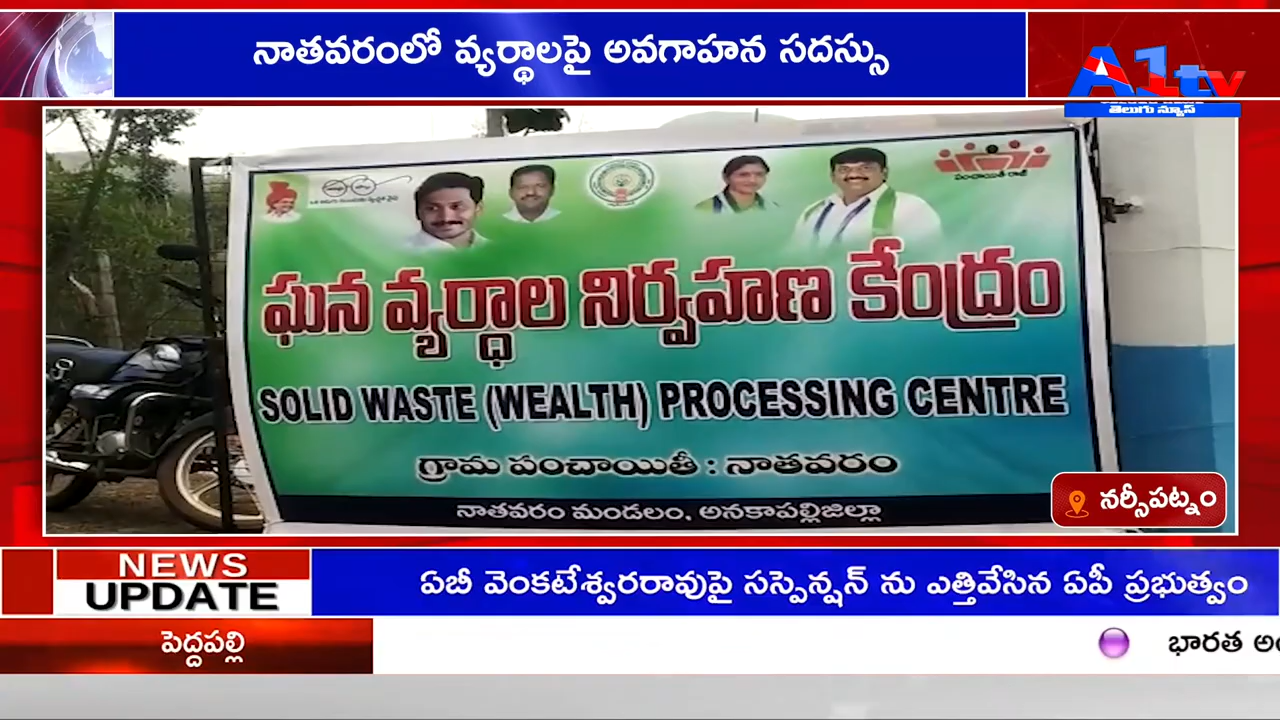 నాతవరంలో వ్యర్థాలపై అవగాహన సదస్సు
A1tv
తెలుగు న్యూస్
పంచాయితీ రాజ్
ఘన వ్యర్ధాల నిర్వహణ కేంద్రం
SOLID WASTE (WEALTH) PROCESSING CENTRE
గ్రామ పంచాయితీ : నాతవరం
నాతవరం మండలం, అనకాపల్లిజిల్లా
నర్సీపట్నం
NEWS
UPDATE
ఏబీ వెంకటేశ్వరరావుపై సస్పెన్షన్ ను ఎత్తివేసిన ఏపీ ప్రభుత్వం
పెద్దపల్లి
భారత